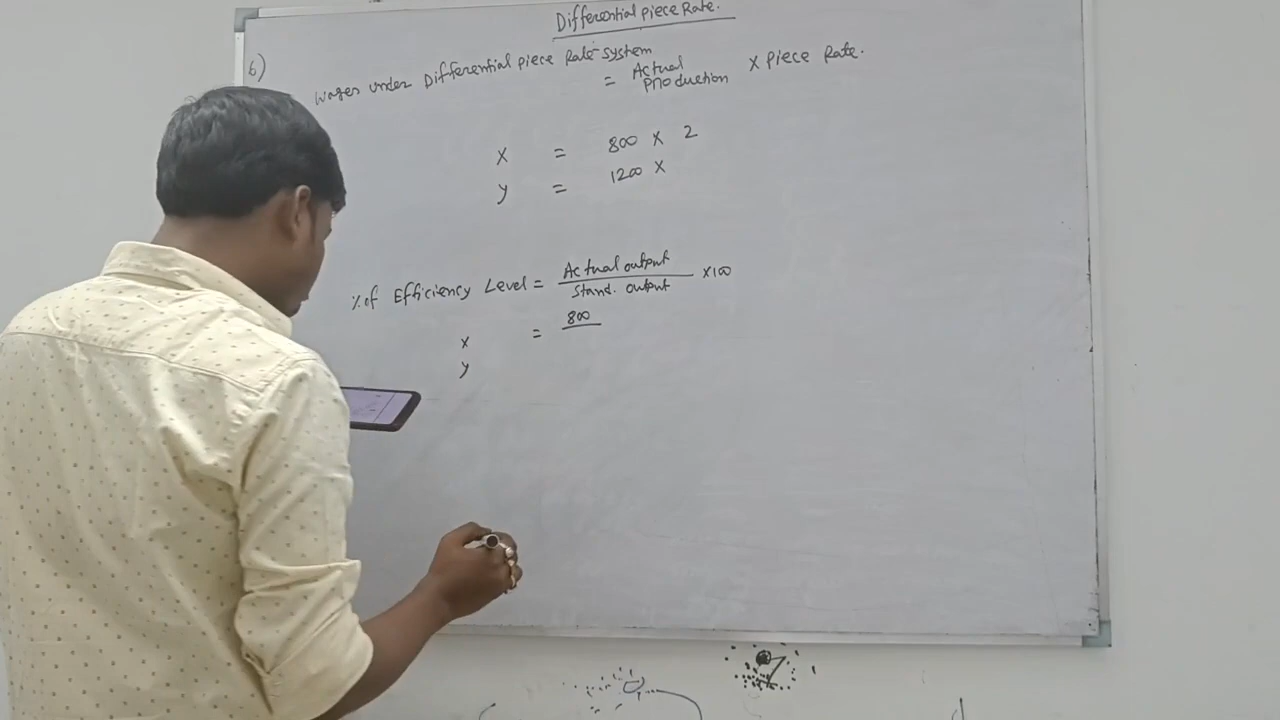 Differential piece Rate.
6)
Wages under Differential piece Rate system
= Actual production × Piece Rate.
x = 800 × 2
y = 1200 ×
% of Efficiency Level = Actual output / Stand. output ×100
x = 800
y